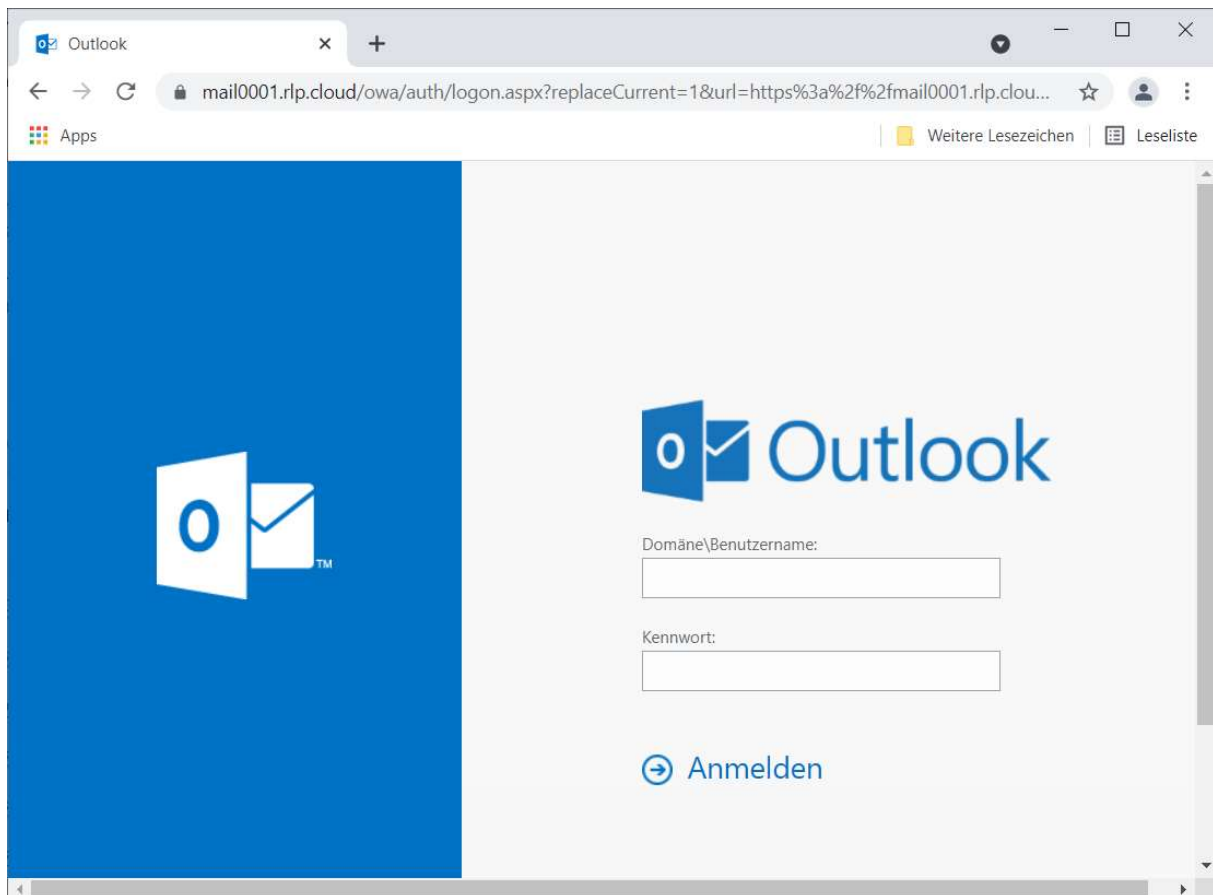 Outlook
mail0001.rlp.cloud/owa/auth/logon.aspx?replaceCurrent=1&url=https%3a%2f%2fmail0001.rlp.clou...
Apps
Weitere Lesezeichen
Leseliste
Outlook
Domäne\Benutzername:
TM
Kennwort:
Anmelden